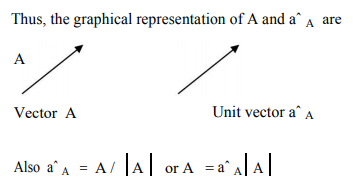 Thus, the graphical representation of A and aˆ A are
A
Vector A Unit vector aˆ A
Also aˆ A = A / |A| or A = aˆ A |A|